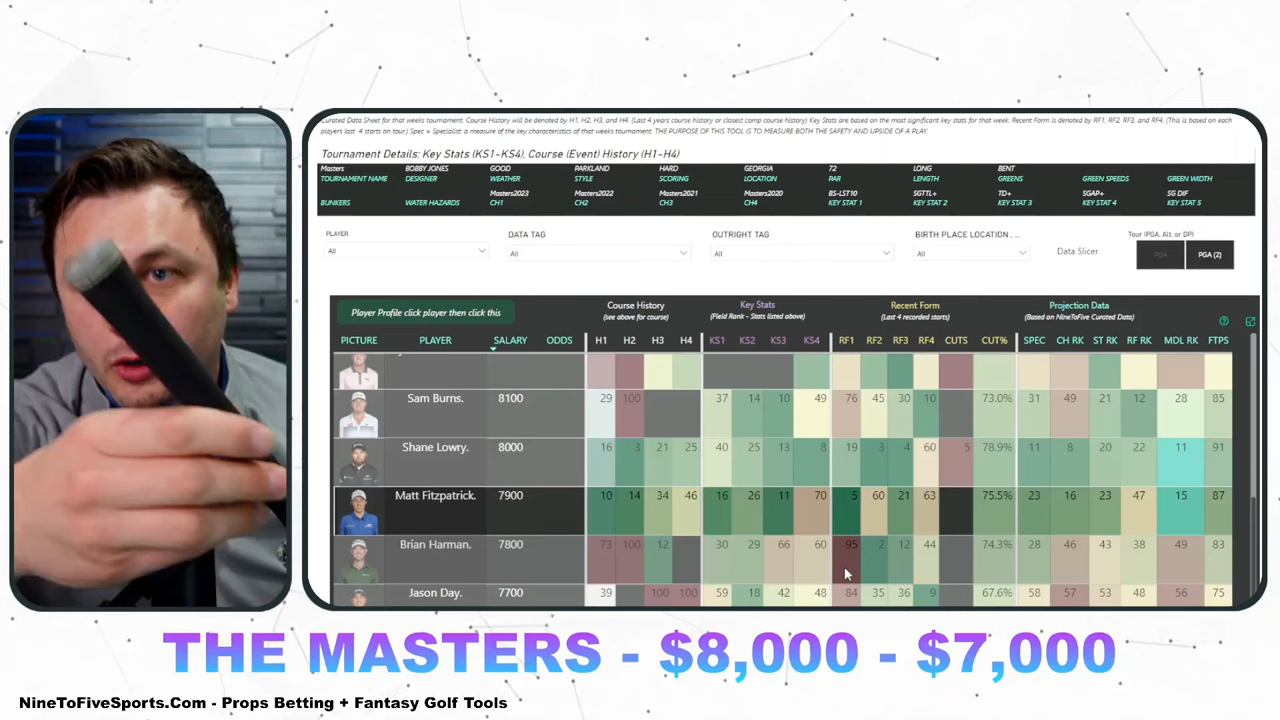 Curated Data Sheet for that weeks tournament. Course History will be denoted by H1, H2, H3, and H4. (Last 4 years course history or closest comp course history) Key Stats are based on the most significant key stats for that week. Recent Form is denoted by RF1, RF2, RF3, and RF4. (This is based on each
players last 4 starts on tour.) Spec = Specialist: a measure of the key characteristics of that weeks tournament. THE PURPOSE OF THIS TOOL IS TO MEASURE BOTH THE SAFETY AND UPSIDE OF A PLAY.
Tournament Details: Key Stats (KS1-KS4), Course (Event) History (H1-H4)
Masters BOBBY JONES GOOD PARKLAND HARD GEORGIA 72 LONG BENT
TOURNAMENT NAME DESIGNER WEATHER STYLE SCORING LOCATION PAR LENGTH GREENS GREEN SPEEDS GREEN WIDTH
Masters2023 Masters2022 Masters2021 Masters2020 BS-LST10 SGTTL+ TD+ SGAP+ SG DIF
BUNKERS WATER HAZARDS CH1 CH2 CH3 CH4 KEY STAT 1 KEY STAT 2 KEY STAT 3 KEY STAT 4 KEY STAT 5
PLAYER DATA TAG OUTRIGHT TAG BIRTH PLACE LOCATION , ... Tour (PGA, Alt. or DP)
All All All All Data Slicer PGA PGA (2)
Player Profile click player then click this Course History Key Stats Recent Form Projection Data
(see above for course) (Field Rank - Stats listed above) (Last 4 recorded starts) (Based on NineToFive Curated Data)
PICTURE PLAYER SALARY ODDS H1 H2 H3 H4 KS1 KS2 KS3 KS4 RF1 RF2 RF3 RF4 CUTS CUT% SPEC CH RK ST RK RF RK MDL RK FTPS
Sam Burns. 8100 29 100 37 14 10 49 76 45 30 10 73.0% 31 49 21 12 28 85
Shane Lowry. 8000 16 3 21 25 40 25 13 8 19 3 4 60 5 78.9% 11 8 20 22 11 91
Matt Fitzpatrick. 7900 10 14 34 46 16 26 11 70 5 60 21 63 75.5% 23 16 23 47 15 87
Brian Harman. 7800 73 100 12 30 29 66 60 95 2 12 44 74.3% 28 46 43 38 49 83
Jason Day. 7700 39 100 100 59 18 42 48 84 35 36 9 67.6% 58 57 53 48 56 75
THE MASTERS - $8,000 - $7,000
NineToFiveSports.Com - Props Betting + Fantasy Golf Tools